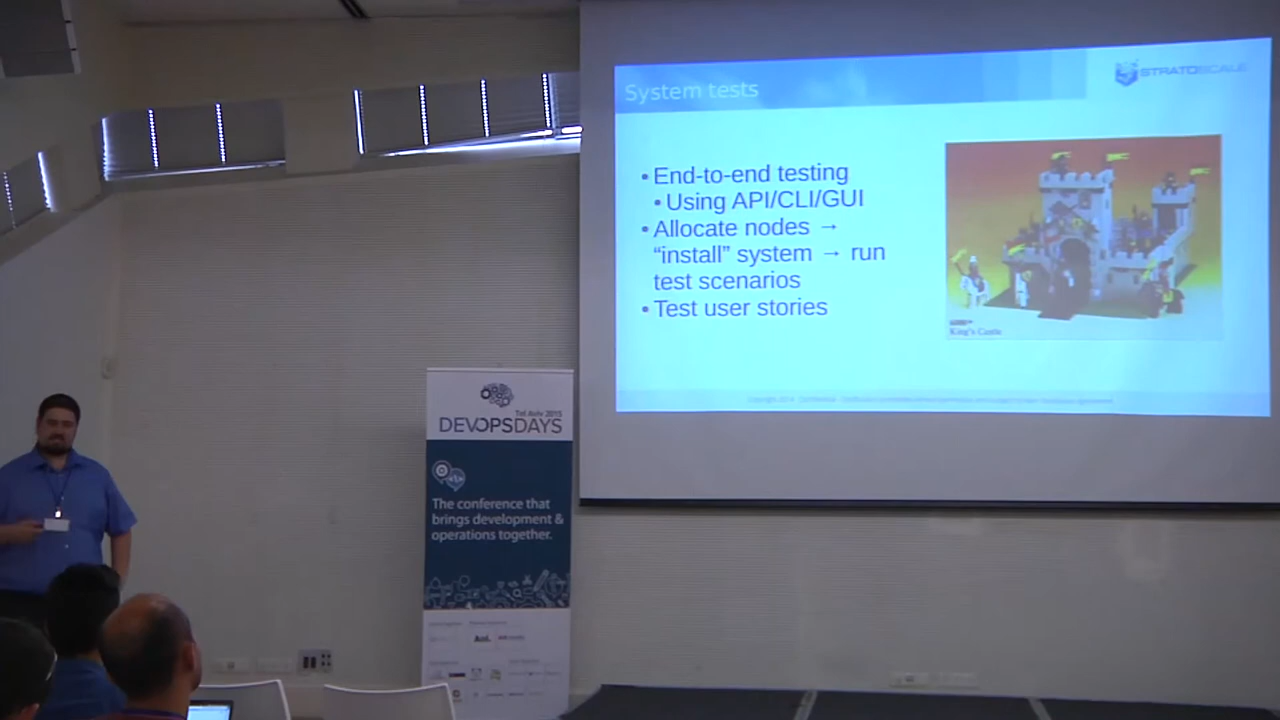 System tests
STRATOSCALE
• End-to-end testing
• Using API/CLI/GUI
• Allocate nodes →
“install” system → run
test scenarios
• Test user stories
King's Castle
Tel Aviv 2015
DEVOPSDAYS
The conference that
brings development &
operations together.